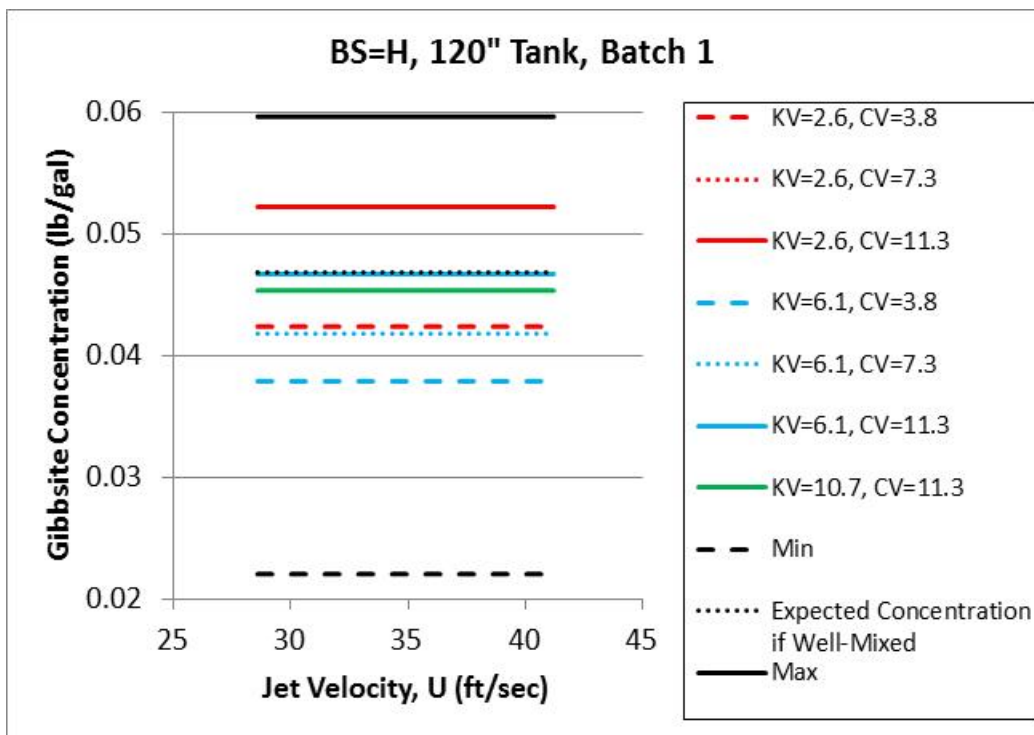 BS=H, 120" Tank, Batch 1
Gibbsite Concentration (lb/gal)
0.06
0.05
0.04
0.03
0.02
25 30 35 40 45
Jet Velocity, U (ft/sec)
KV=2.6, CV=3.8
KV=2.6, CV=7.3
KV=2.6, CV=11.3
KV=6.1, CV=3.8
KV=6.1, CV=7.3
KV=6.1, CV=11.3
KV=10.7, CV=11.3
Min
Expected Concentration
if Well-Mixed
Max